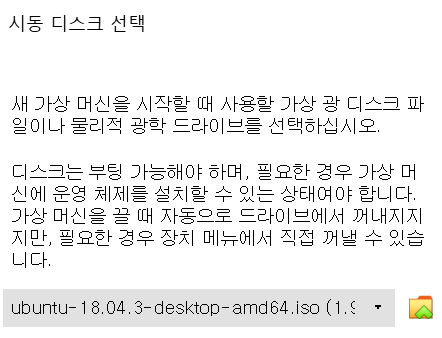 시동 디스크 선택
새 가상 머신을 시작할 때 사용할 가상 광 디스크 파
일이나 물리적 광학 드라이브를 선택하십시오.
디스크는 부팅 가능해야 하며, 필요한 경우 가상 머
신에 운영 체제를 설치할 수 있는 상태여야 합니다.
가상 머신을 끌 때 자동으로 드라이브에서 꺼내지지
지만, 필요한 경우 장치 메뉴에서 직접 꺼낼 수 있습
니다.
ubuntu-18.04.3-desktop-amd64.iso (1.9